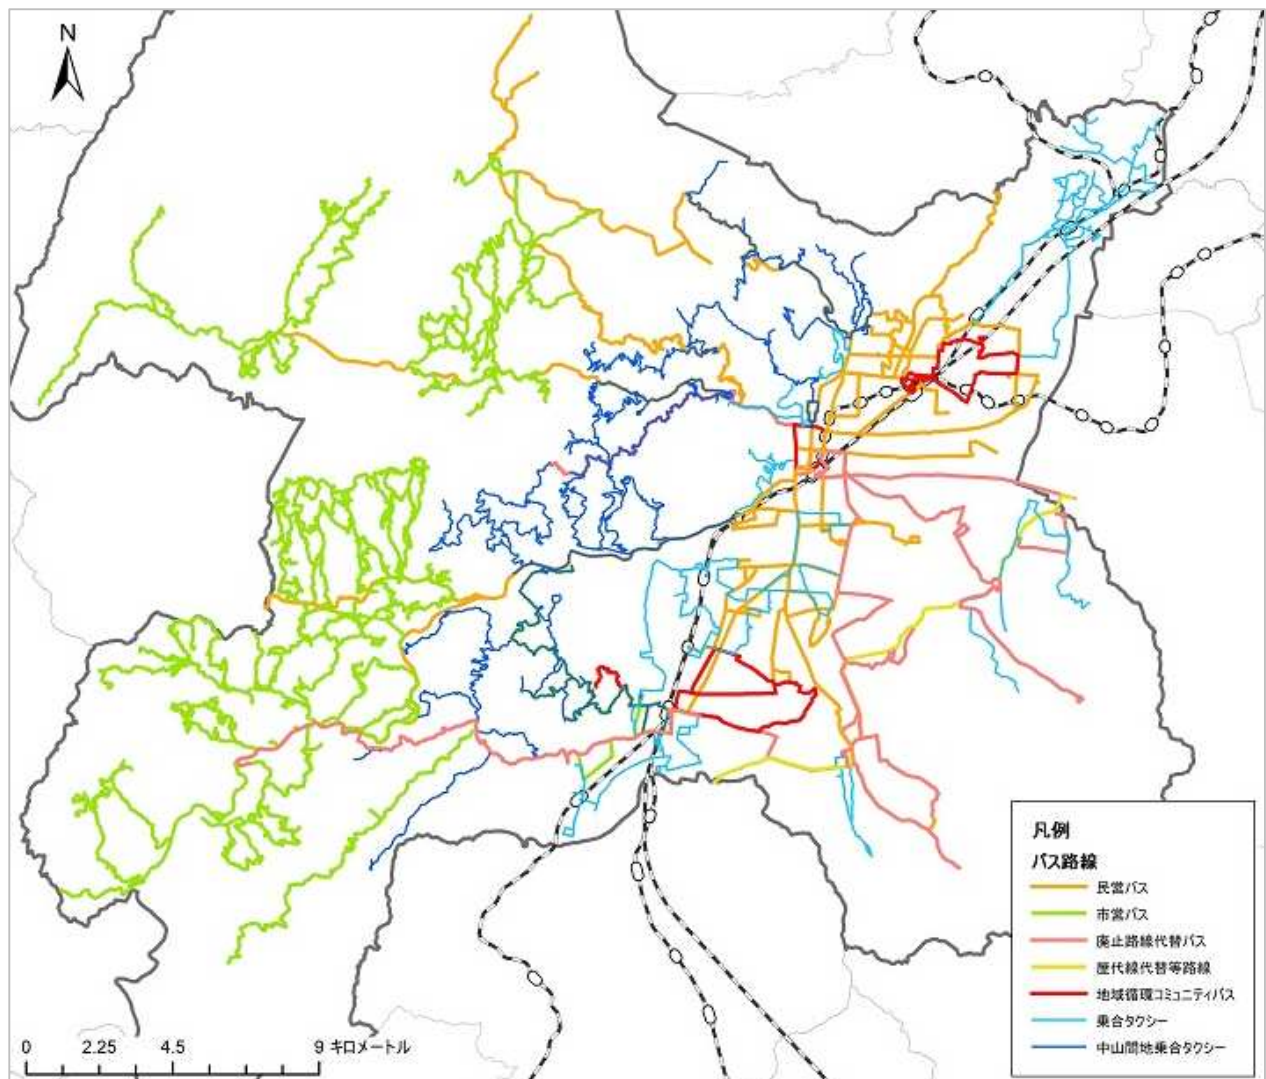 N
凡例
バス路線
民営バス
市営バス
廃止路線代替バス
屋代線代替等路線
地域循環コミュニティバス
乗合タクシー
中山間地乗合タクシー
0 2.25 4.5 9 キロメートル